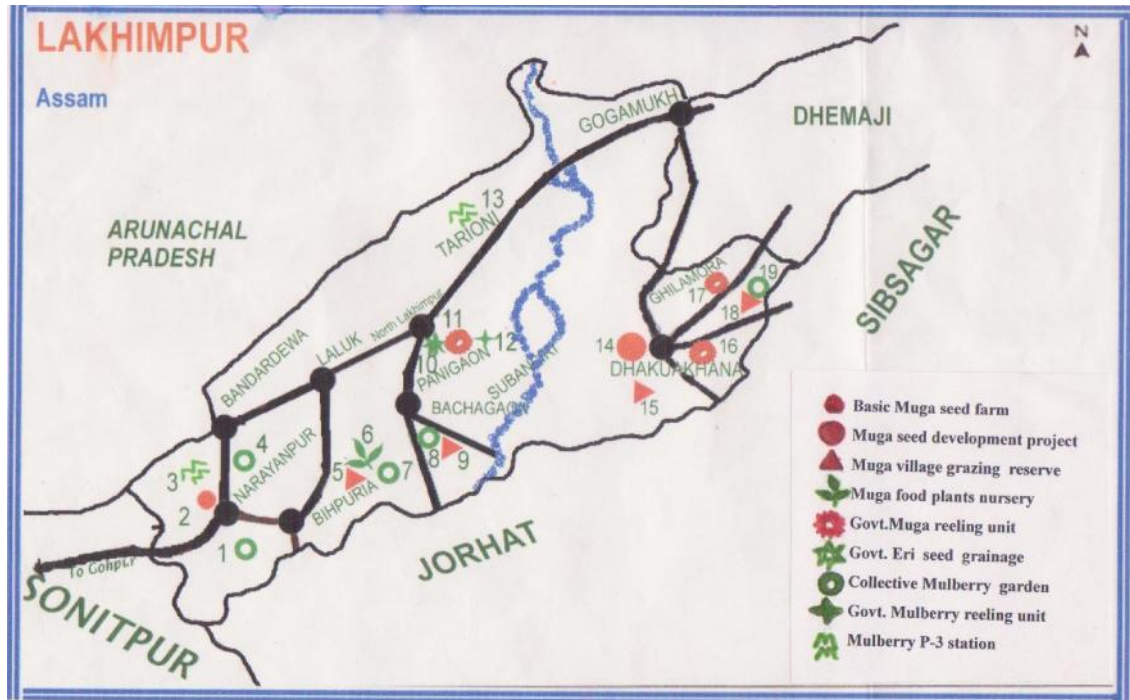 LAKHIMPUR
Assam
N
GOGAMUKH
DHEMAJI
13
TARIONI
ARUNACHAL
PRADESH
SIBSAGAR
GHILAMORA
17
19
18
North Lakhimpur
11
12
10
PANIGAON
SUBANSIRI
LALUK
BANDARDEWA
14
16
DHAKUAKHANA
15
BACHAGAON
8
9
6
5
7
BIHPURIA
4
3
NARAYANPUR
2
1
To Gohpur
JORHAT
SONITPUR
Basic Muga seed farm
Muga seed development project
Muga village grazing reserve
Muga food plants nursery
Govt.Muga reeling unit
Govt. Eri seed grainage
Collective Mulberry garden
Govt. Mulberry reeling unit
Mulberry P-3 station